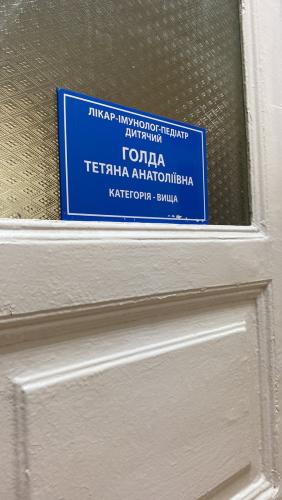 ЛІКАР-ІМУНОЛОГ-ПЕДІАТР
ДИТЯЧИЙ
ГОЛДА
ТЕТЯНА АНАТОЛІЇВНА
КАТЕГОРІЯ - ВИЩА